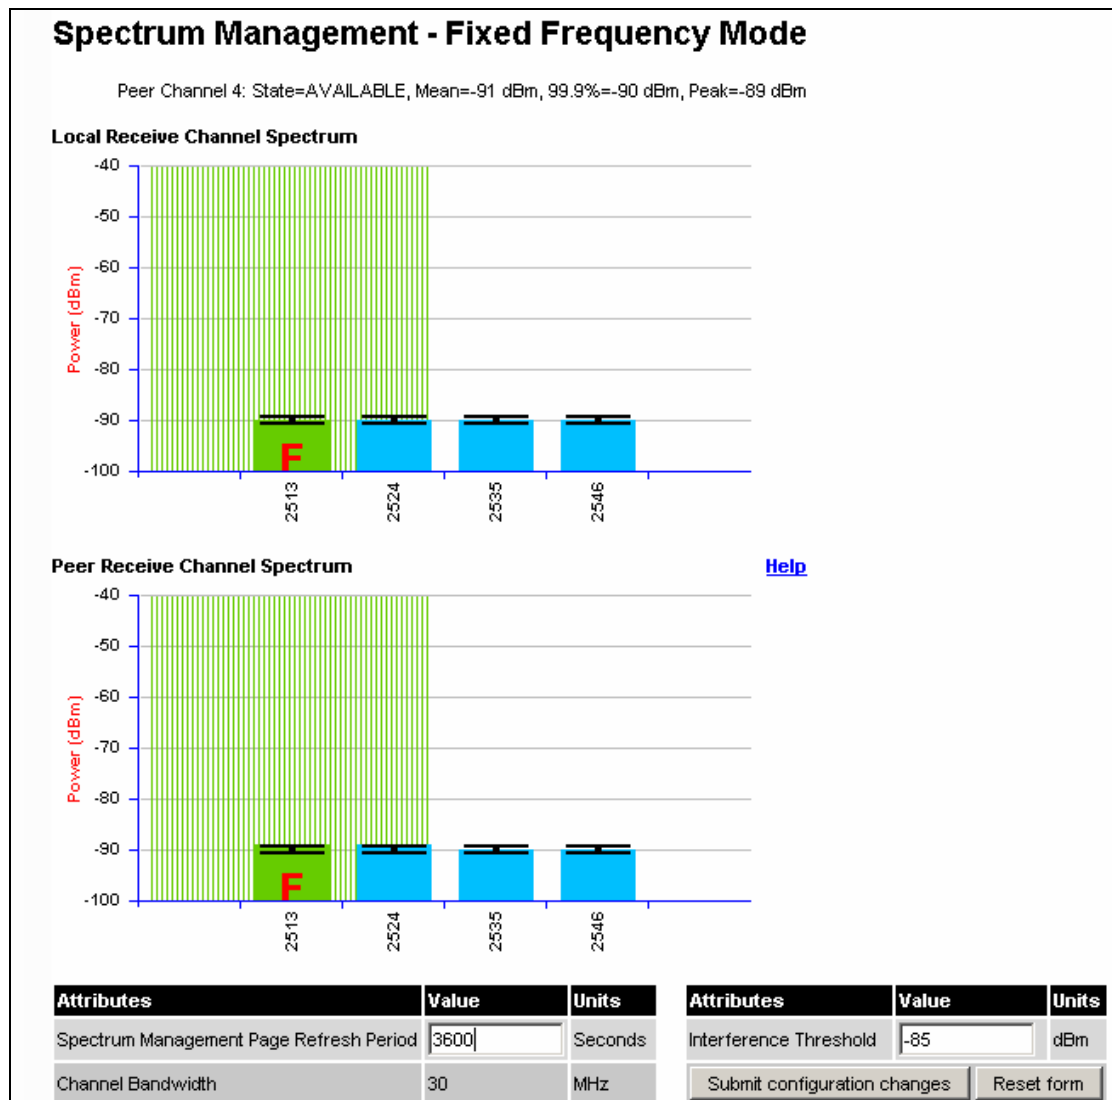 Spectrum Management - Fixed Frequency Mode
Peer Channel 4: State=AVAILABLE, Mean=-91 dBm, 99.9%=-90 dBm, Peak=-89 dBm
Local Receive Channel Spectrum
Power (dBm)
-40
-50
-60
-70
-80
-90
-100
F
2513
2524
2535
2546
Peer Receive Channel Spectrum
Help
Power (dBm)
-40
-50
-60
-70
-80
-90
-100
F
2513
2524
2535
2546
Attributes Value Units
Spectrum Management Page Refresh Period 3600 Seconds
Channel Bandwidth 30 MHz
Attributes Value Units
Interference Threshold -85 dBm
Submit configuration changes Reset form